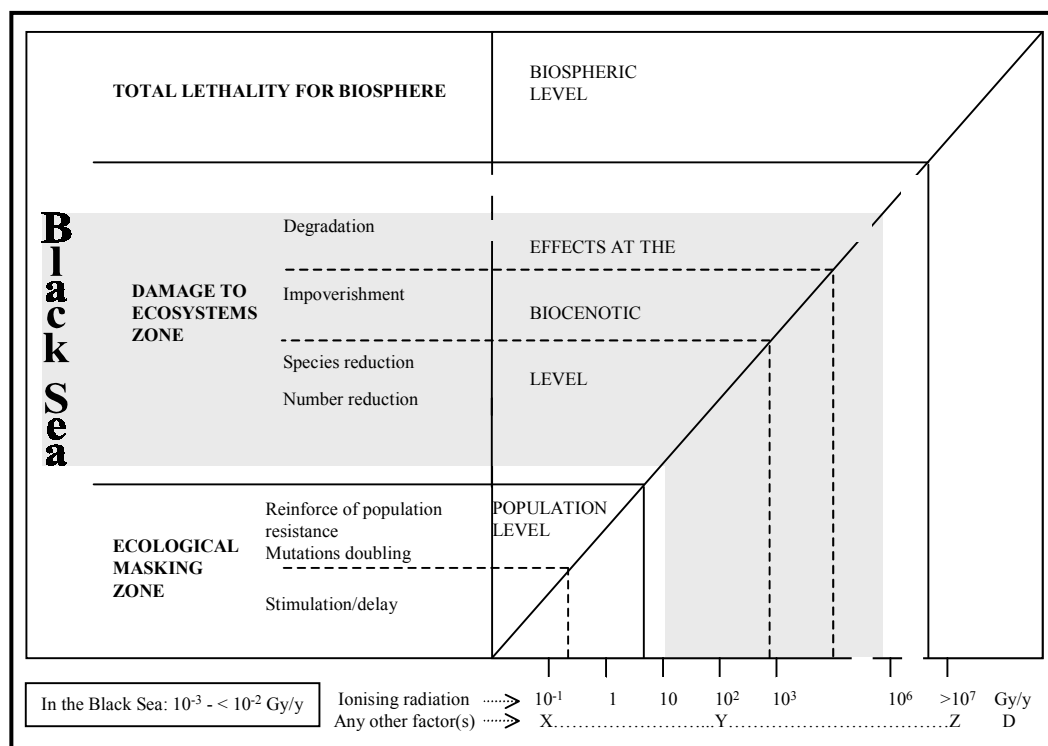 TOTAL LETHALITY FOR BIOSPHERE
BIOSPHERIC
LEVEL
Black Sea
DAMAGE TO
ECOSYSTEMS
ZONE
Degradation
Impoverishment
Species reduction
Number reduction
EFFECTS AT THE
BIOCENOTIC
LEVEL
ECOLOGICAL
MASKING
ZONE
Reinforce of population
resistance
Mutations doubling
Stimulation/delay
POPULATION
LEVEL
In the Black Sea: 10⁻³ - < 10⁻² Gy/y
Ionising radiation 10⁻¹ 1 10 10² 10³ 10⁶ >10⁷ Gy/y
Any other factor(s) X……………………..Y……………………………….Z D